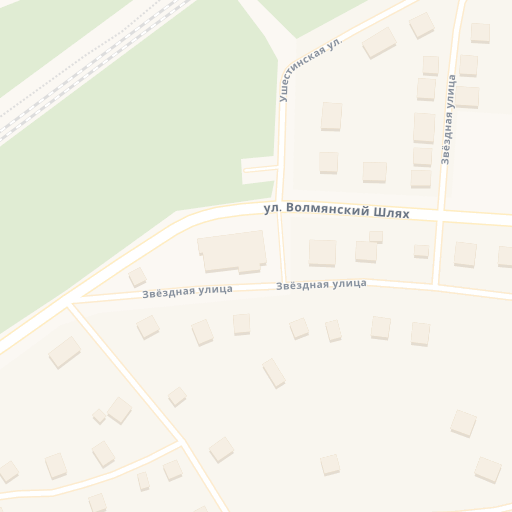 Ушестинская ул.
Звёздная улица
ул. Волмянский Шлях
Звёздная улица
Звёздная улица